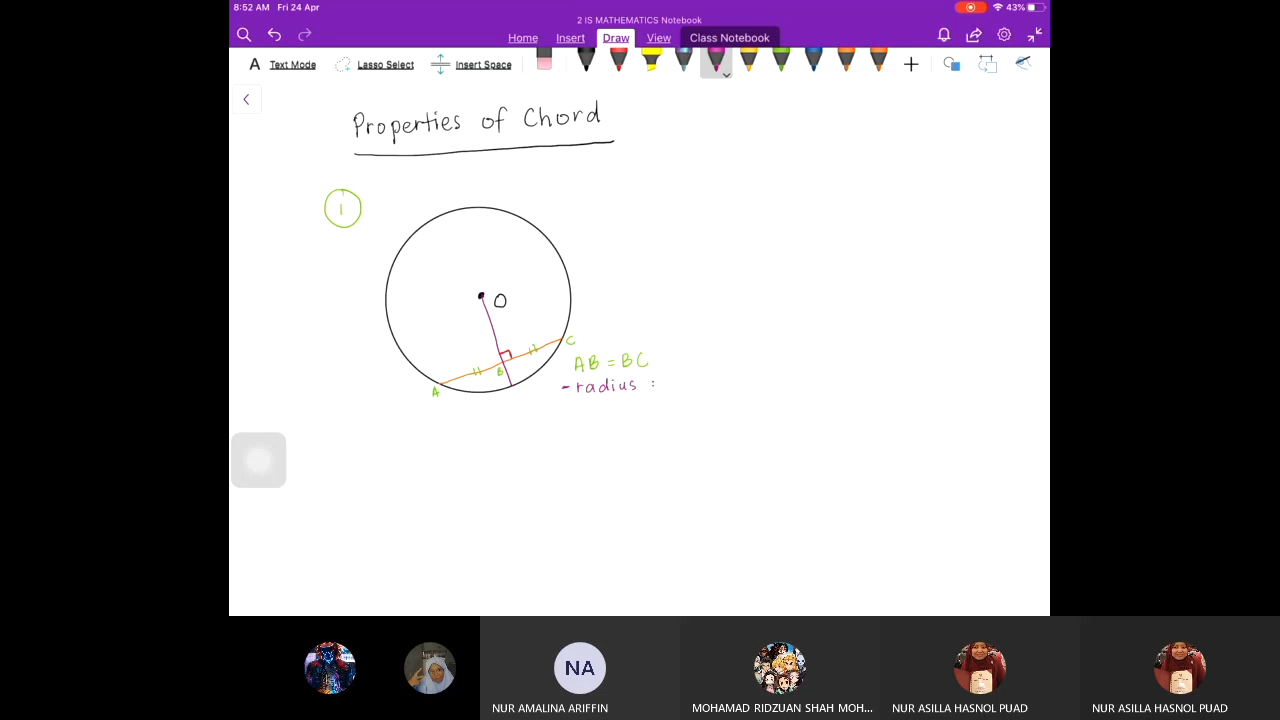 8:52 AM Fri 24 Apr
43%
2 IS MATHEMATICS Notebook
Home Insert Draw View Class Notebook
A Text Mode Lasso Select Insert Space
Properties of Chord
1
O
C
B
A
AB = BC
- radius :
NA
NUR AMALINA ARIFFIN
MOHAMAD RIDZUAN SHAH MOH...
NUR ASILLA HASNOL PUAD
NUR ASILLA HASNOL PUAD